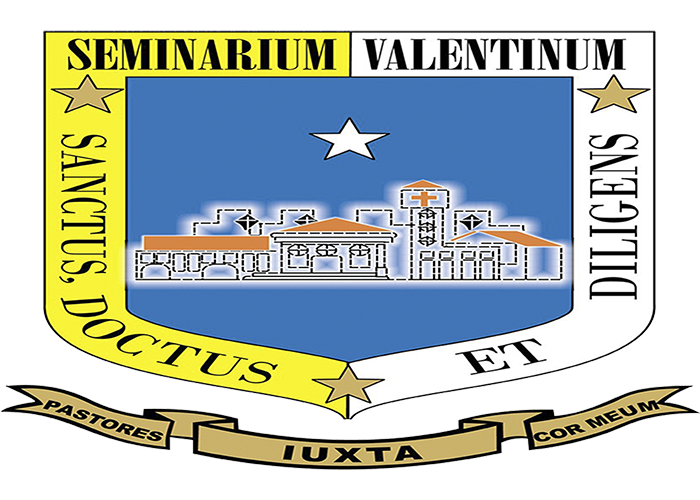 SEMINARIUM VALENTINUM
SANCTUS, DOCTUS
ET DILIGENS
PASTORES IUXTA COR MEUM